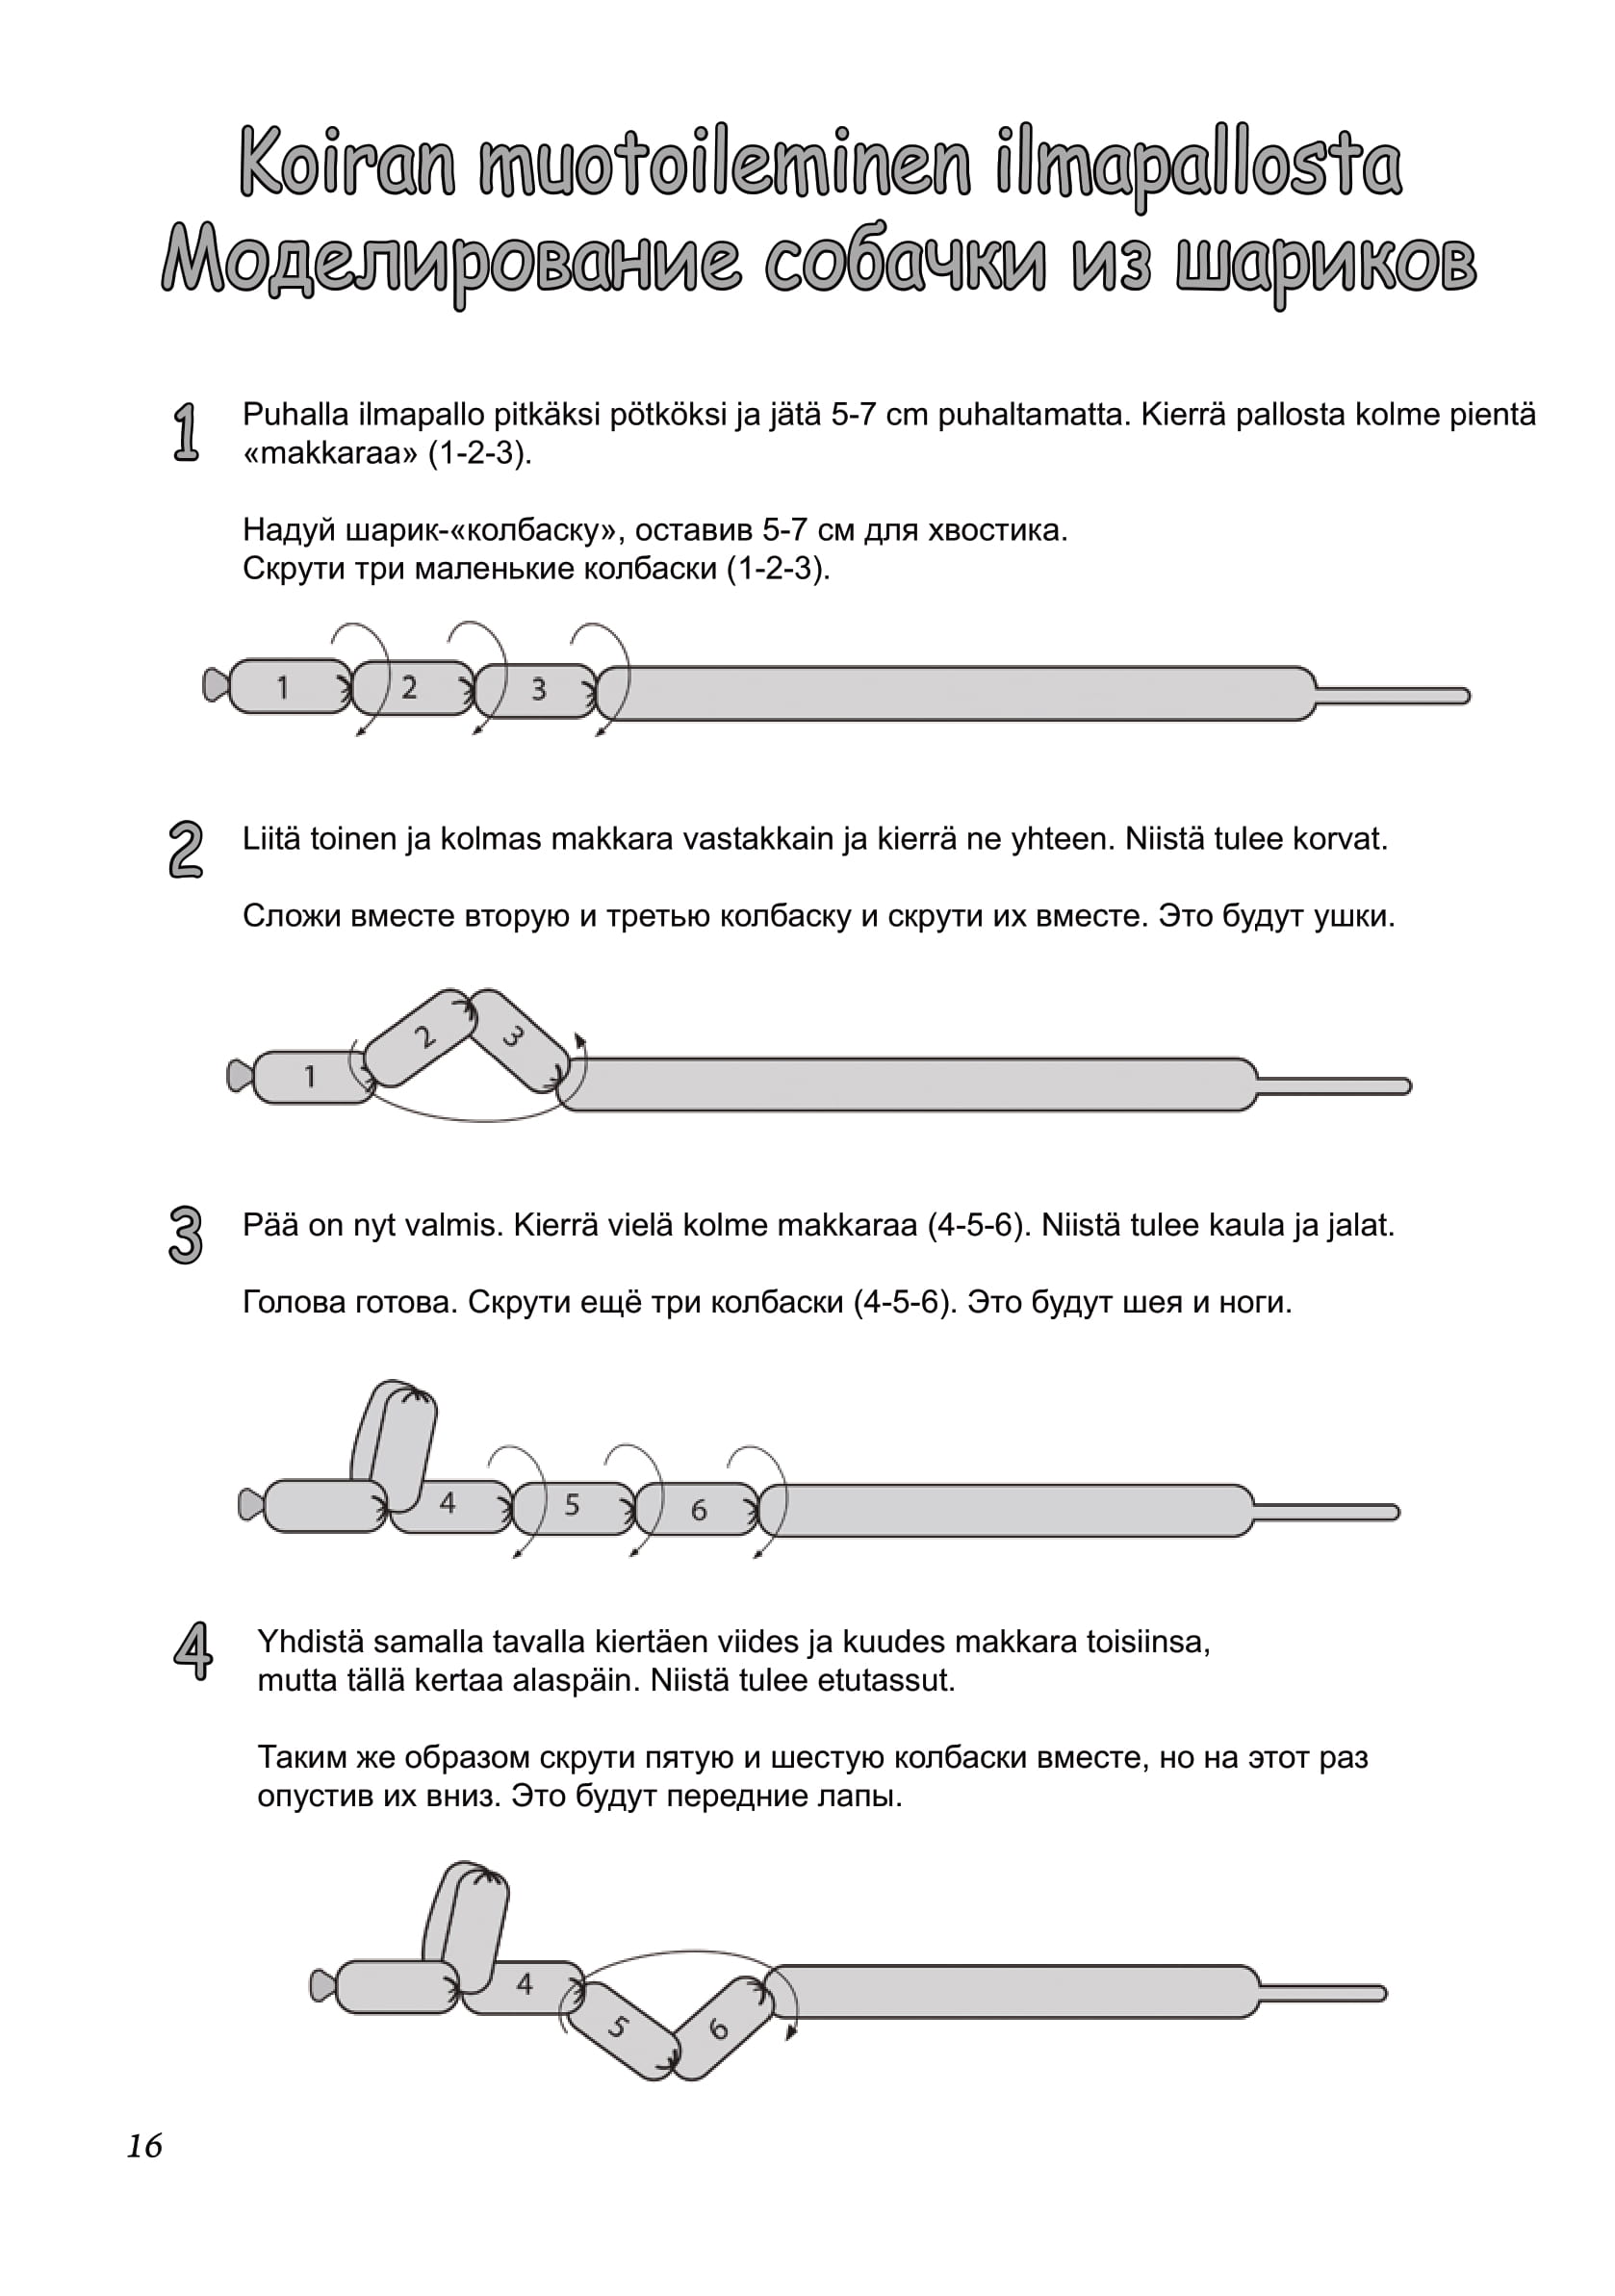 Koiran muotoileminen ilmapallosta
Моделирование собачки из шариков
1
Puhalla ilmapallo pitkäksi pötköksi ja jätä 5-7 cm puhaltamatta. Kierrä pallosta kolme pientä
«makkaraa» (1-2-3).
Надуй шарик-«колбаску», оставив 5-7 см для хвостика.
Скрути три маленькие колбаски (1-2-3).
1 2 3
2
Liitä toinen ja kolmas makkara vastakkain ja kierrä ne yhteen. Niistä tulee korvat.
Сложи вместе вторую и третью колбаску и скрути их вместе. Это будут ушки.
1 2 3
3
Pää on nyt valmis. Kierrä vielä kolme makkaraa (4-5-6). Niistä tulee kaula ja jalat.
Голова готова. Скрути ещё три колбаски (4-5-6). Это будут шея и ноги.
4 5 6
4
Yhdistä samalla tavalla kiertäen viides ja kuudes makkara toisiinsa,
mutta tällä kertaa alaspäin. Niistä tulee etutassut.
Таким же образом скрути пятую и шестую колбаски вместе, но на этот раз
опустив их вниз. Это будут передние лапы.
4 5 6
16